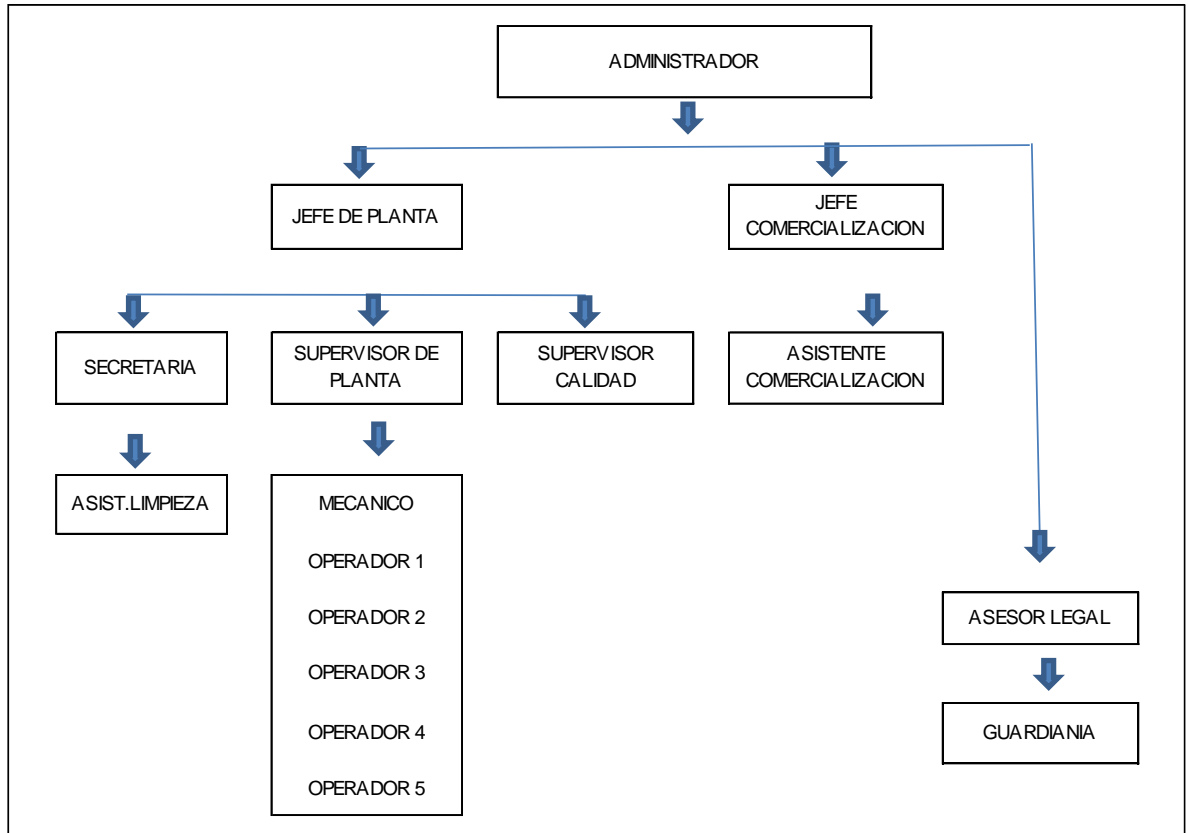 ADMINISTRADOR
JEFE DE PLANTA
JEFE
COMERCIALIZACION
SECRETARIA
SUPERVISOR DE
PLANTA
SUPERVISOR
CALIDAD
ASISTENTE
COMERCIALIZACION
ASIST.LIMPIEZA
MECANICO
OPERADOR 1
OPERADOR 2
OPERADOR 3
OPERADOR 4
OPERADOR 5
ASESOR LEGAL
GUARDIANIA